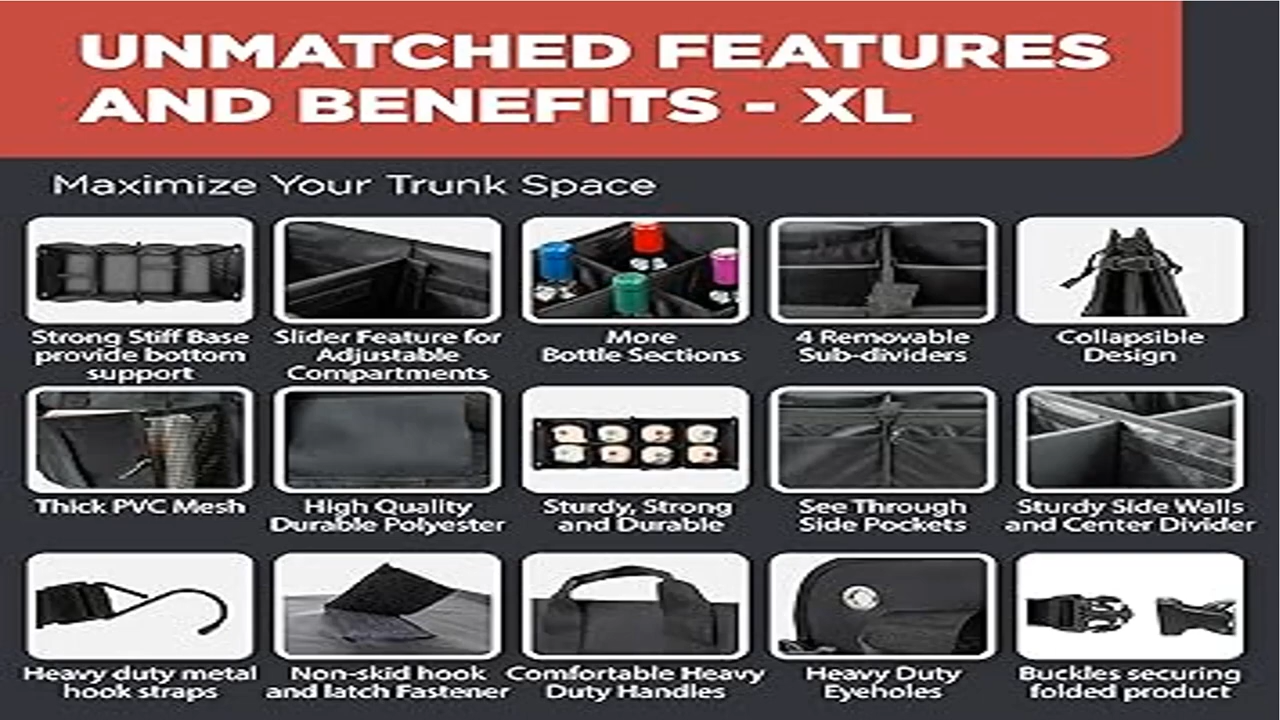 UNMATCHED FEATURES
AND BENEFITS - XL
Maximize Your Trunk Space
Strong Stiff Base
provide bottom
support
Slider Feature for
Adjustable
Compartments
More
Bottle Sections
4 Removable
Sub-dividers
Collapsible
Design
Thick PVC Mesh
High Quality
Durable Polyester
Sturdy, Strong
and Durable
See Through
Side Pockets
Sturdy Side Walls
and Center Divider
Heavy duty metal
hook straps
Non-skid hook
and latch Fastener
Comfortable Heavy
Duty Handles
Heavy Duty
Eyeholes
Buckles securing
folded product